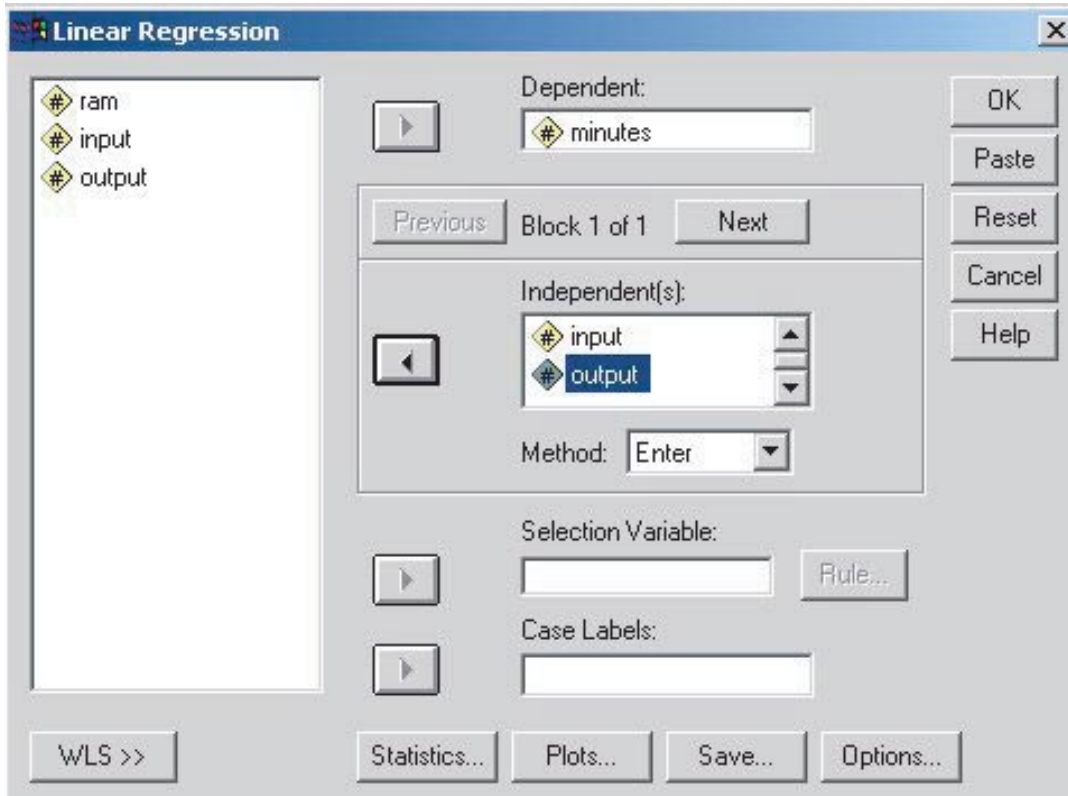 Linear Regression
# ram
# input
# output
Dependent:
# minutes
Previous
Block 1 of 1
Next
Independent(s):
# input
# output
Method:
Enter
Selection Variable:
Rule...
Case Labels:
WLS >>
Statistics...
Plots...
Save...
Options...
OK
Paste
Reset
Cancel
Help